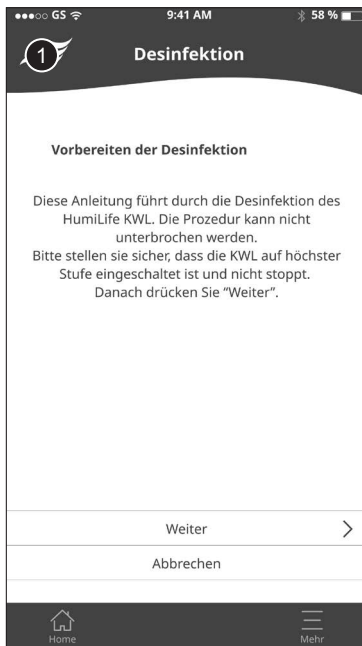 GS 9:41 AM 58 %
1 Desinfektion
Vorbereiten der Desinfektion
Diese Anleitung führt durch die Desinfektion des
HumiLife KWL. Die Prozedur kann nicht
unterbrochen werden.
Bitte stellen sie sicher, dass die KWL auf höchster
Stufe eingeschaltet ist und nicht stoppt.
Danach drücken Sie “Weiter”.
Weiter
Abbrechen
Home Mehr